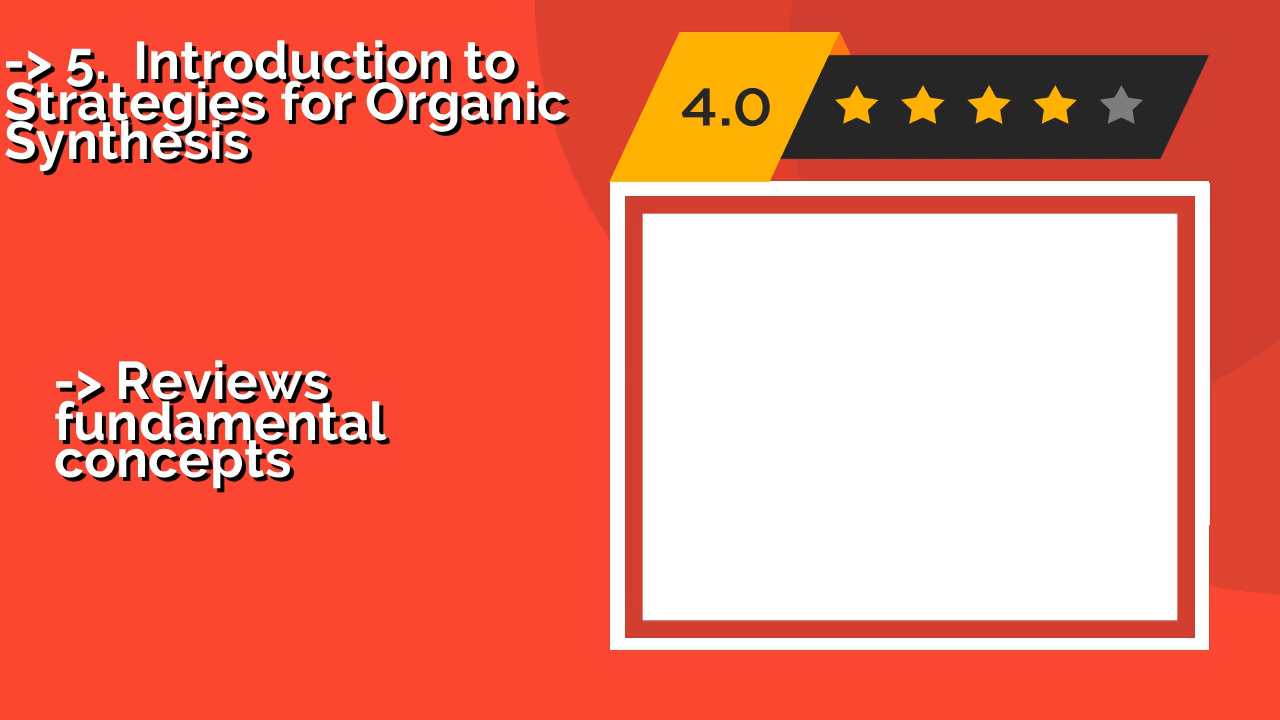 -> 5.  Introduction to
Strategies for Organic
Synthesis
4.0
-> Reviews
fundamental
concepts